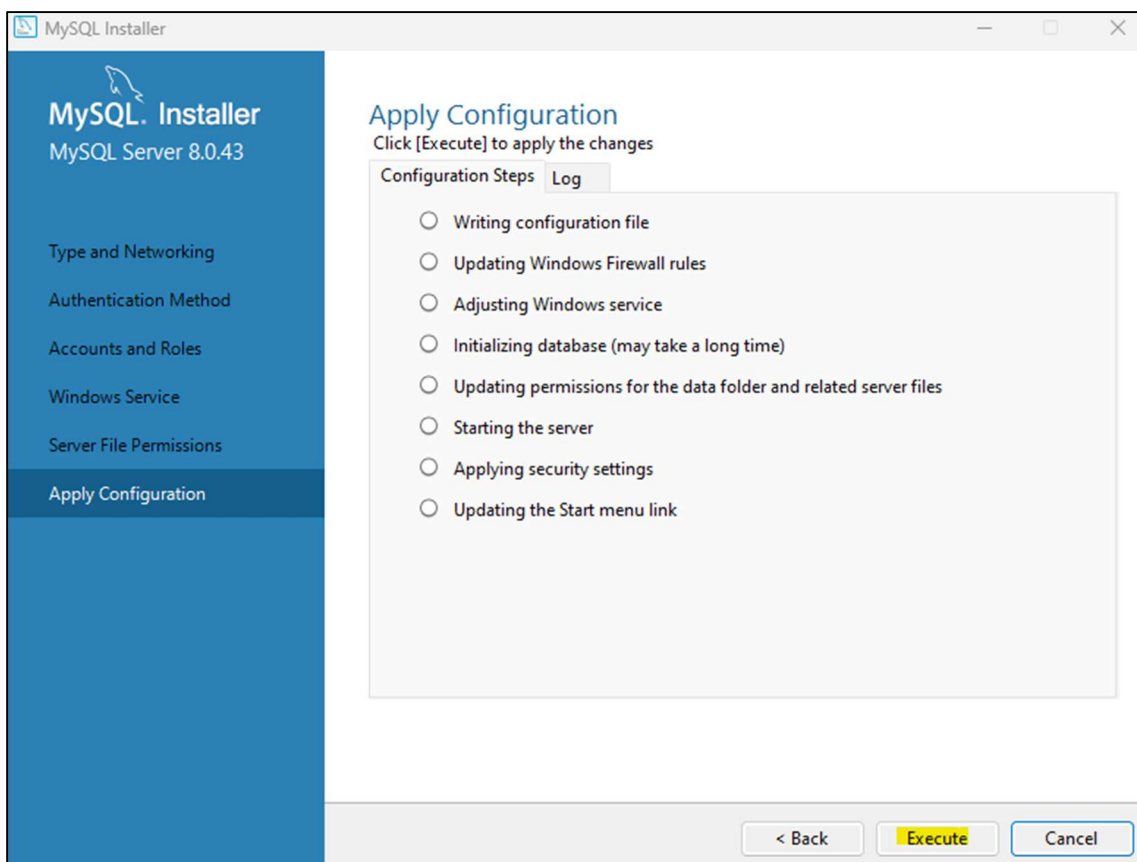 MySQL Installer
MySQL. Installer
MySQL Server 8.0.43
Type and Networking
Authentication Method
Accounts and Roles
Windows Service
Server File Permissions
Apply Configuration
Apply Configuration
Click [Execute] to apply the changes
Configuration Steps Log
Writing configuration file
Updating Windows Firewall rules
Adjusting Windows service
Initializing database (may take a long time)
Updating permissions for the data folder and related server files
Starting the server
Applying security settings
Updating the Start menu link
< Back Execute Cancel